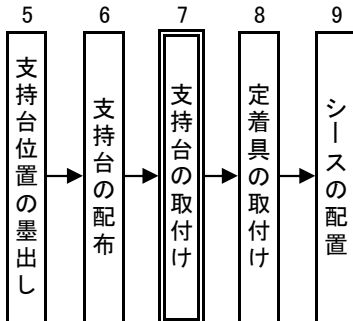 5
6
7
8
9
支持台位置の墨出し
支持台の配布
支持台の取付け
定着具の取付け
シースの配置